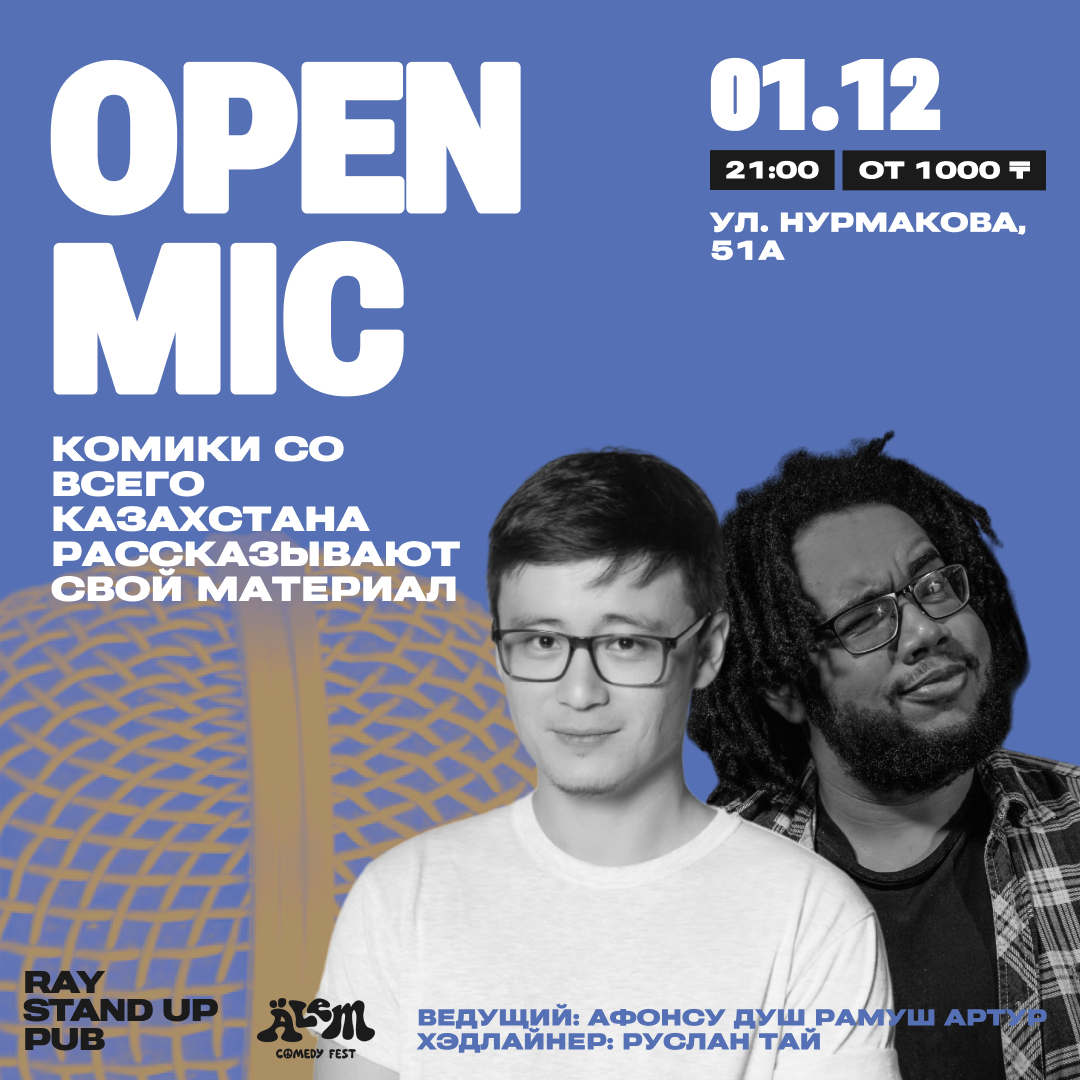 OPEN
MIC
01.12
21:00
ОТ 1000 ₸
УЛ. НУРМАКОВА,
51А
КОМИКИ СО
ВСЕГО
КАЗАХСТАНА
РАССКАЗЫВАЮТ
СВОЙ МАТЕРИАЛ
RAY
STAND UP
PUB
ÄLEM
COMEDY FEST
ВЕДУЩИЙ: АФОНСУ ДУШ РАМУШ АРТУР
ХЭДЛАЙНЕР: РУСЛАН ТАЙ